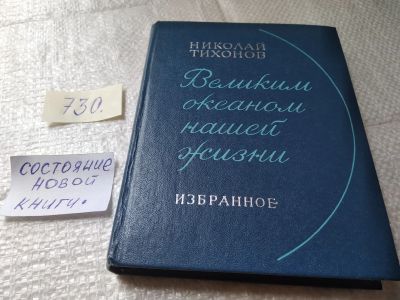 НИКОЛАЙ
ТИХОНОВ
Великим
океаном
нашей
жизни
ИЗБРАННОЕ
730.
СОСТОЯНИЕ
НОВОЙ
КНИГИ.